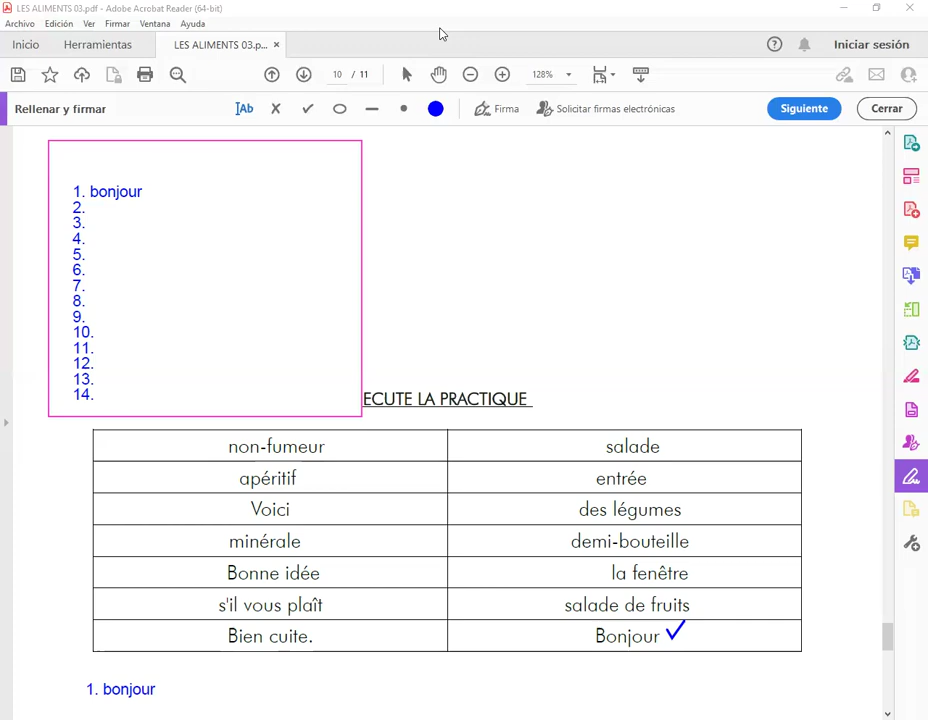 LES ALIMENTS 03.pdf - Adobe Acrobat Reader (64-bit)
Archivo Edición Ver Firmar Ventana Ayuda
Inicio Herramientas LES ALIMENTS 03.p... × Iniciar sesión
10 / 11 128%
Rellenar y firmar Ab Firma Solicitar firmas electrónicas Siguiente Cerrar
1. bonjour
2.
3.
4.
5.
6.
7.
8.
9.
10.
11.
12.
13.
14.
ECUTE LA PRACTIQUE
non-fumeur salade
apéritif entrée
Voici des légumes
minérale demi-bouteille
Bonne idée la fenêtre
s'il vous plaît salade de fruits
Bien cuite. Bonjour
1. bonjour